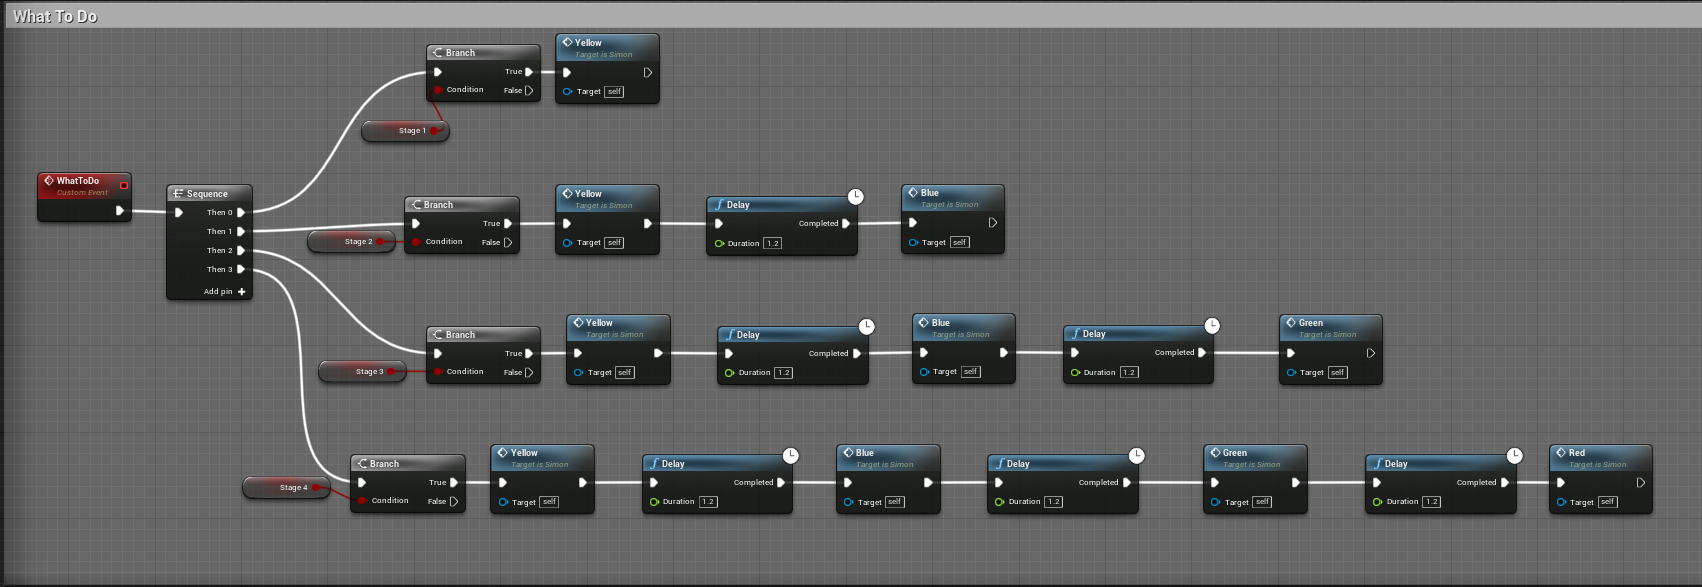 What To Do
Branch
True
Condition
False
Stage 1
Yellow
Target is Simon
Target self
WhatToDo
Custom Event
Sequence
Then 0
Then 1
Then 2
Then 3
Add pin
Stage 2
Branch
True
Condition
False
Yellow
Target is Simon
Target self
Delay
Completed
Duration 1.2
Blue
Target is Simon
Target self
Stage 3
Branch
True
Condition
False
Yellow
Target is Simon
Target self
Delay
Completed
Duration 1.2
Blue
Target is Simon
Target self
Delay
Completed
Duration 1.2
Green
Target is Simon
Target self
Stage 4
Branch
True
Condition
False
Yellow
Target is Simon
Target self
Delay
Completed
Duration 1.2
Blue
Target is Simon
Target self
Delay
Completed
Duration 1.2
Green
Target is Simon
Target self
Delay
Completed
Duration 1.2
Red
Target is Simon
Target self